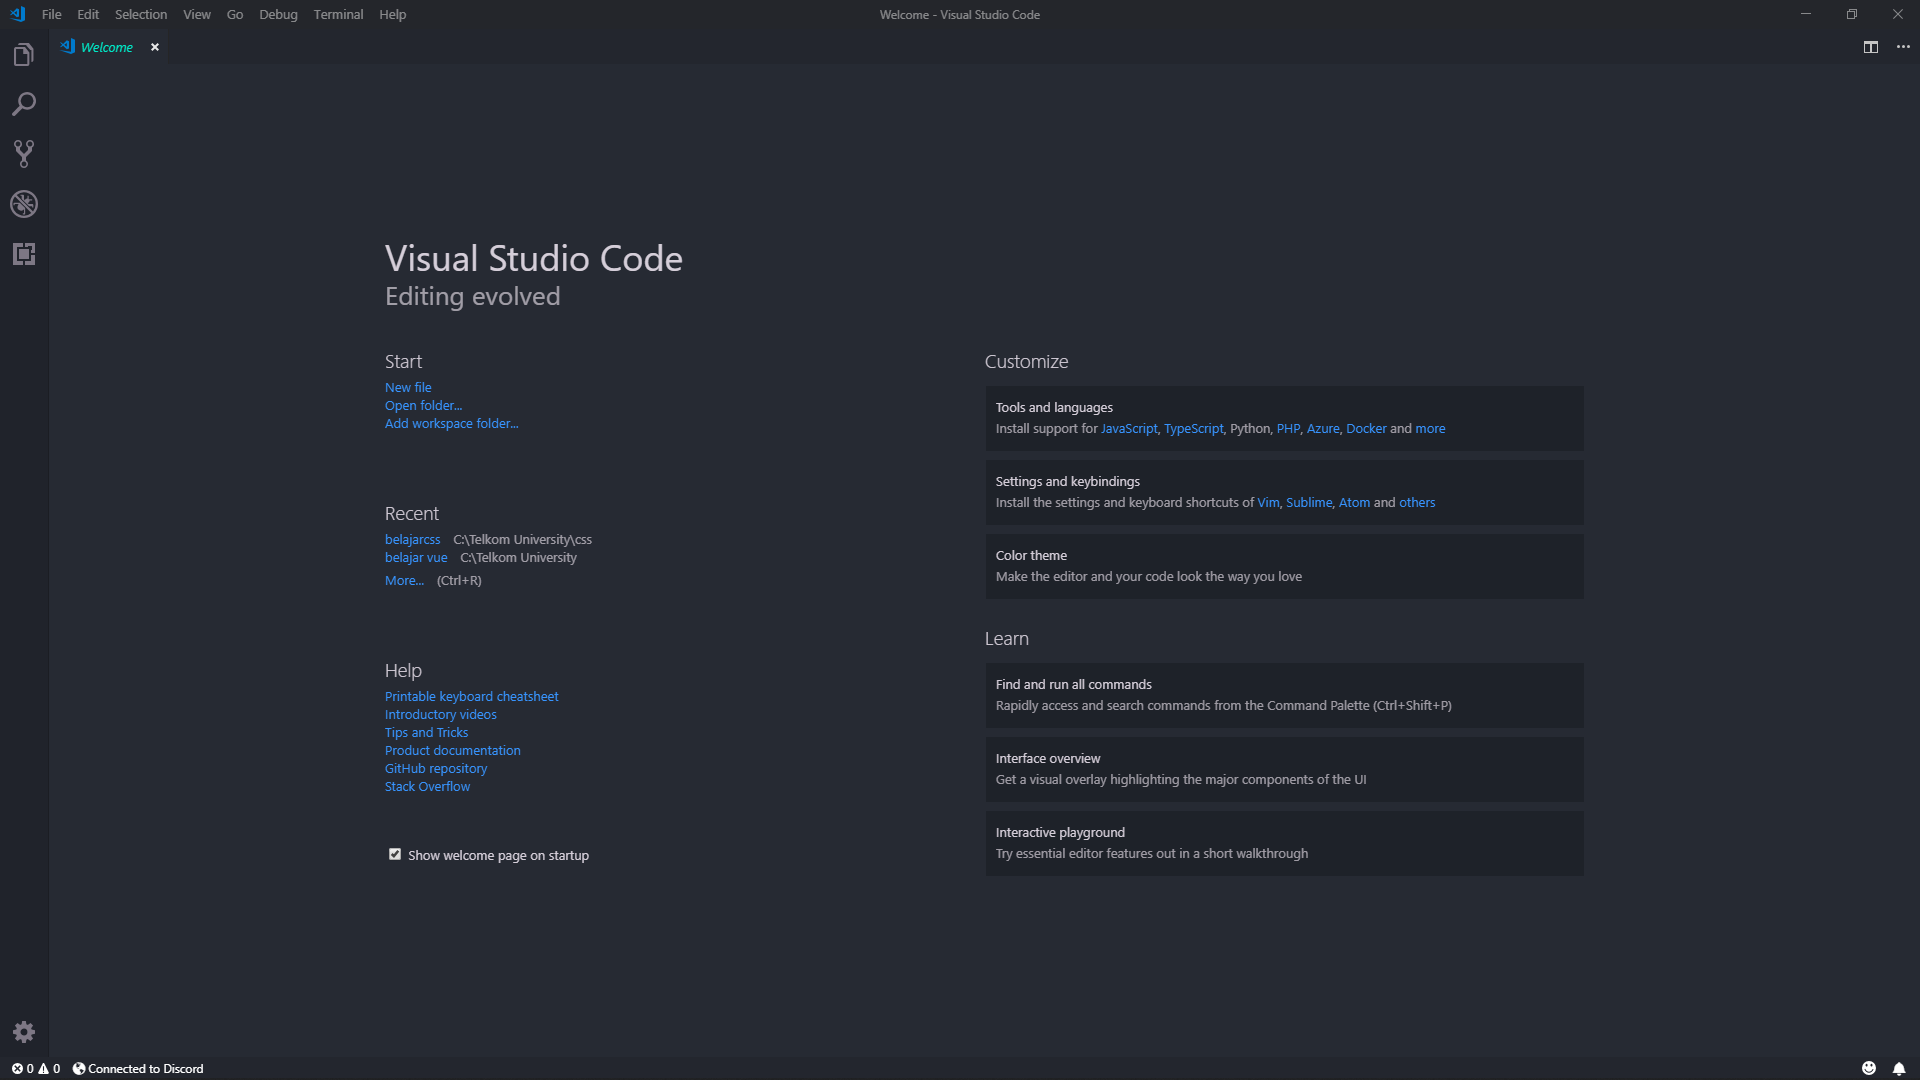 File Edit Selection View Go Debug Terminal Help
Welcome - Visual Studio Code
Welcome
Visual Studio Code
Editing evolved
Start
New file
Open folder...
Add workspace folder...
Recent
belajarcss C:\Telkom University\css
belajar vue C:\Telkom University
More... (Ctrl+R)
Help
Printable keyboard cheatsheet
Introductory videos
Tips and Tricks
Product documentation
GitHub repository
Stack Overflow
Show welcome page on startup
Customize
Tools and languages
Install support for JavaScript, TypeScript, Python, PHP, Azure, Docker and more
Settings and keybindings
Install the settings and keyboard shortcuts of Vim, Sublime, Atom and others
Color theme
Make the editor and your code look the way you love
Learn
Find and run all commands
Rapidly access and search commands from the Command Palette (Ctrl+Shift+P)
Interface overview
Get a visual overlay highlighting the major components of the UI
Interactive playground
Try essential editor features out in a short walkthrough
0 0 Connected to Discord